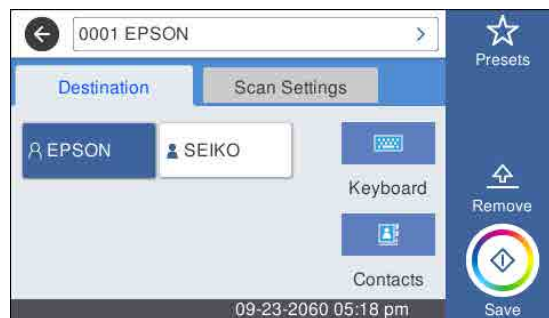 0001 EPSON
Presets
Destination
Scan Settings
EPSON
SEIKO
Keyboard
Remove
Contacts
09-23-2060 05:18 pm
Save